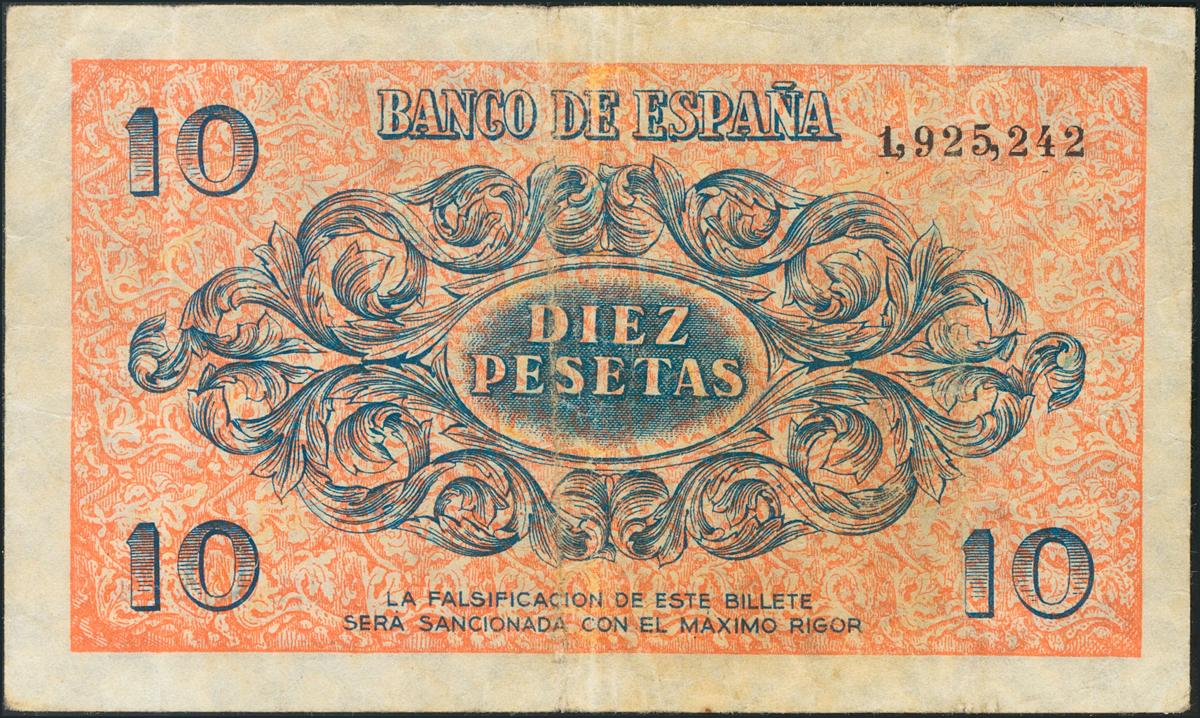 BANCO DE ESPAÑA
10
1,925,242
DIEZ
PESETAS
10
10
LA FALSIFICACION DE ESTE BILLETE
SERA SANCIONADA CON EL MAXIMO RIGOR